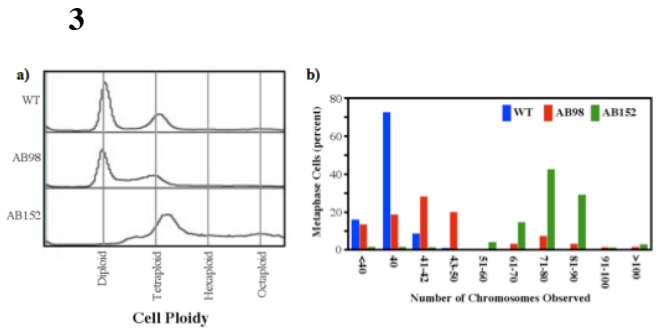 3
a)
WT
AB98
AB152
Diploid
Tetraploid
Hexaploid
Octaploid
Cell Ploidy
b)
80
60
40
20
0
Metaphase Cells (percent)
WT AB98 AB152
<40 40 41-42 43-50 51-60 61-70 71-80 81-90 91-100 >100
Number of Chromosomes Observed